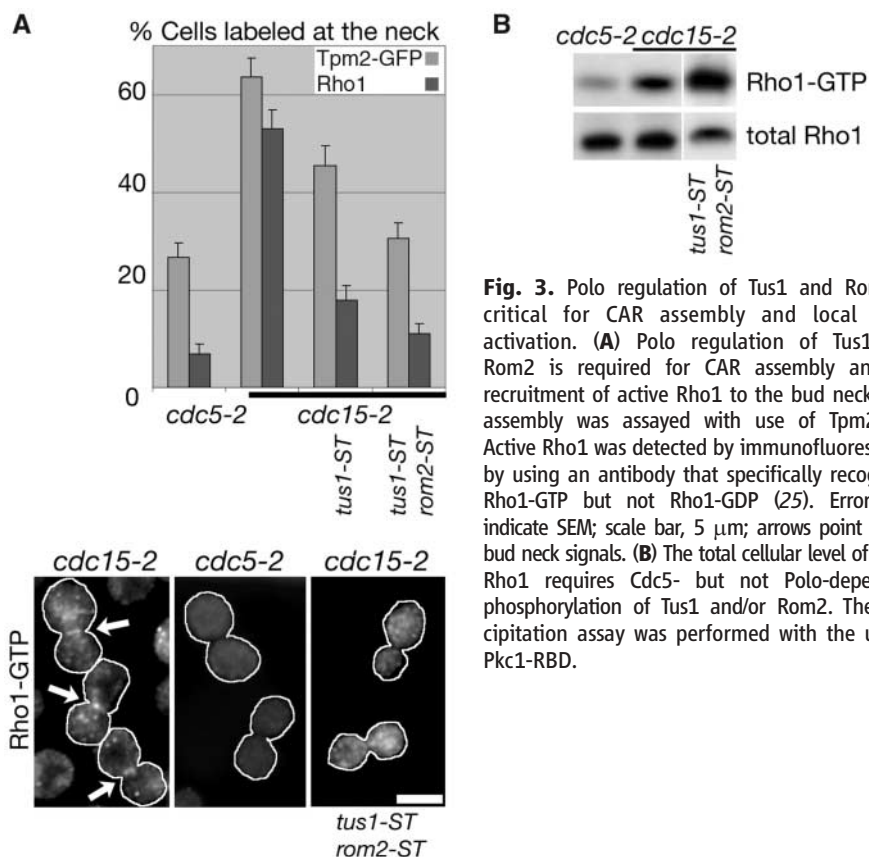 A
% Cells labeled at the neck
Tpm2-GFP
Rho1
60
40
20
0
cdc5-2
cdc15-2
tus1-ST
tus1-ST
rom2-ST
cdc15-2
cdc5-2
cdc15-2
Rho1-GTP
tus1-ST
rom2-ST
B
cdc5-2 cdc15-2
Rho1-GTP
total Rho1
tus1-ST
rom2-ST
Fig. 3. Polo regulation of Tus1 and Ro
critical for CAR assembly and local
activation. (A) Polo regulation of Tus1
Rom2 is required for CAR assembly an
recruitment of active Rho1 to the bud neck
assembly was assayed with use of Tpm2
Active Rho1 was detected by immunofluores
by using an antibody that specifically recog
Rho1-GTP but not Rho1-GDP (25). Error
indicate SEM; scale bar, 5 μm; arrows point
bud neck signals. (B) The total cellular level of
Rho1 requires Cdc5- but not Polo-depe
phosphorylation of Tus1 and/or Rom2. The
cipitation assay was performed with the u
Pkc1-RBD.